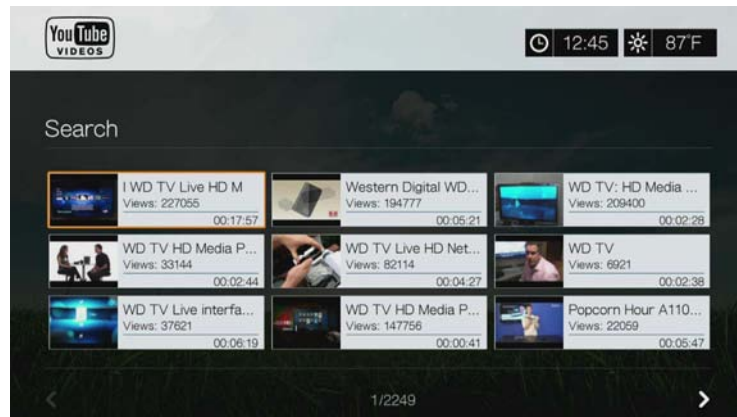 You Tube
VIDEOS
12:45
87°F
Search
I WD TV Live HD M
Views: 227055
00:17:57
Western Digital WD...
Views: 194777
00:05:21
WD TV: HD Media ...
Views: 209400
00:02:28
WD TV HD Media P...
Views: 33144
00:02:44
WD TV Live HD Net...
Views: 82114
00:04:27
WD TV
Views: 6921
00:02:38
WD TV Live interfa...
Views: 37621
00:06:19
WD TV HD Media P...
Views: 147756
00:00:41
Popcorn Hour A110...
Views: 22059
00:05:47
1/2249